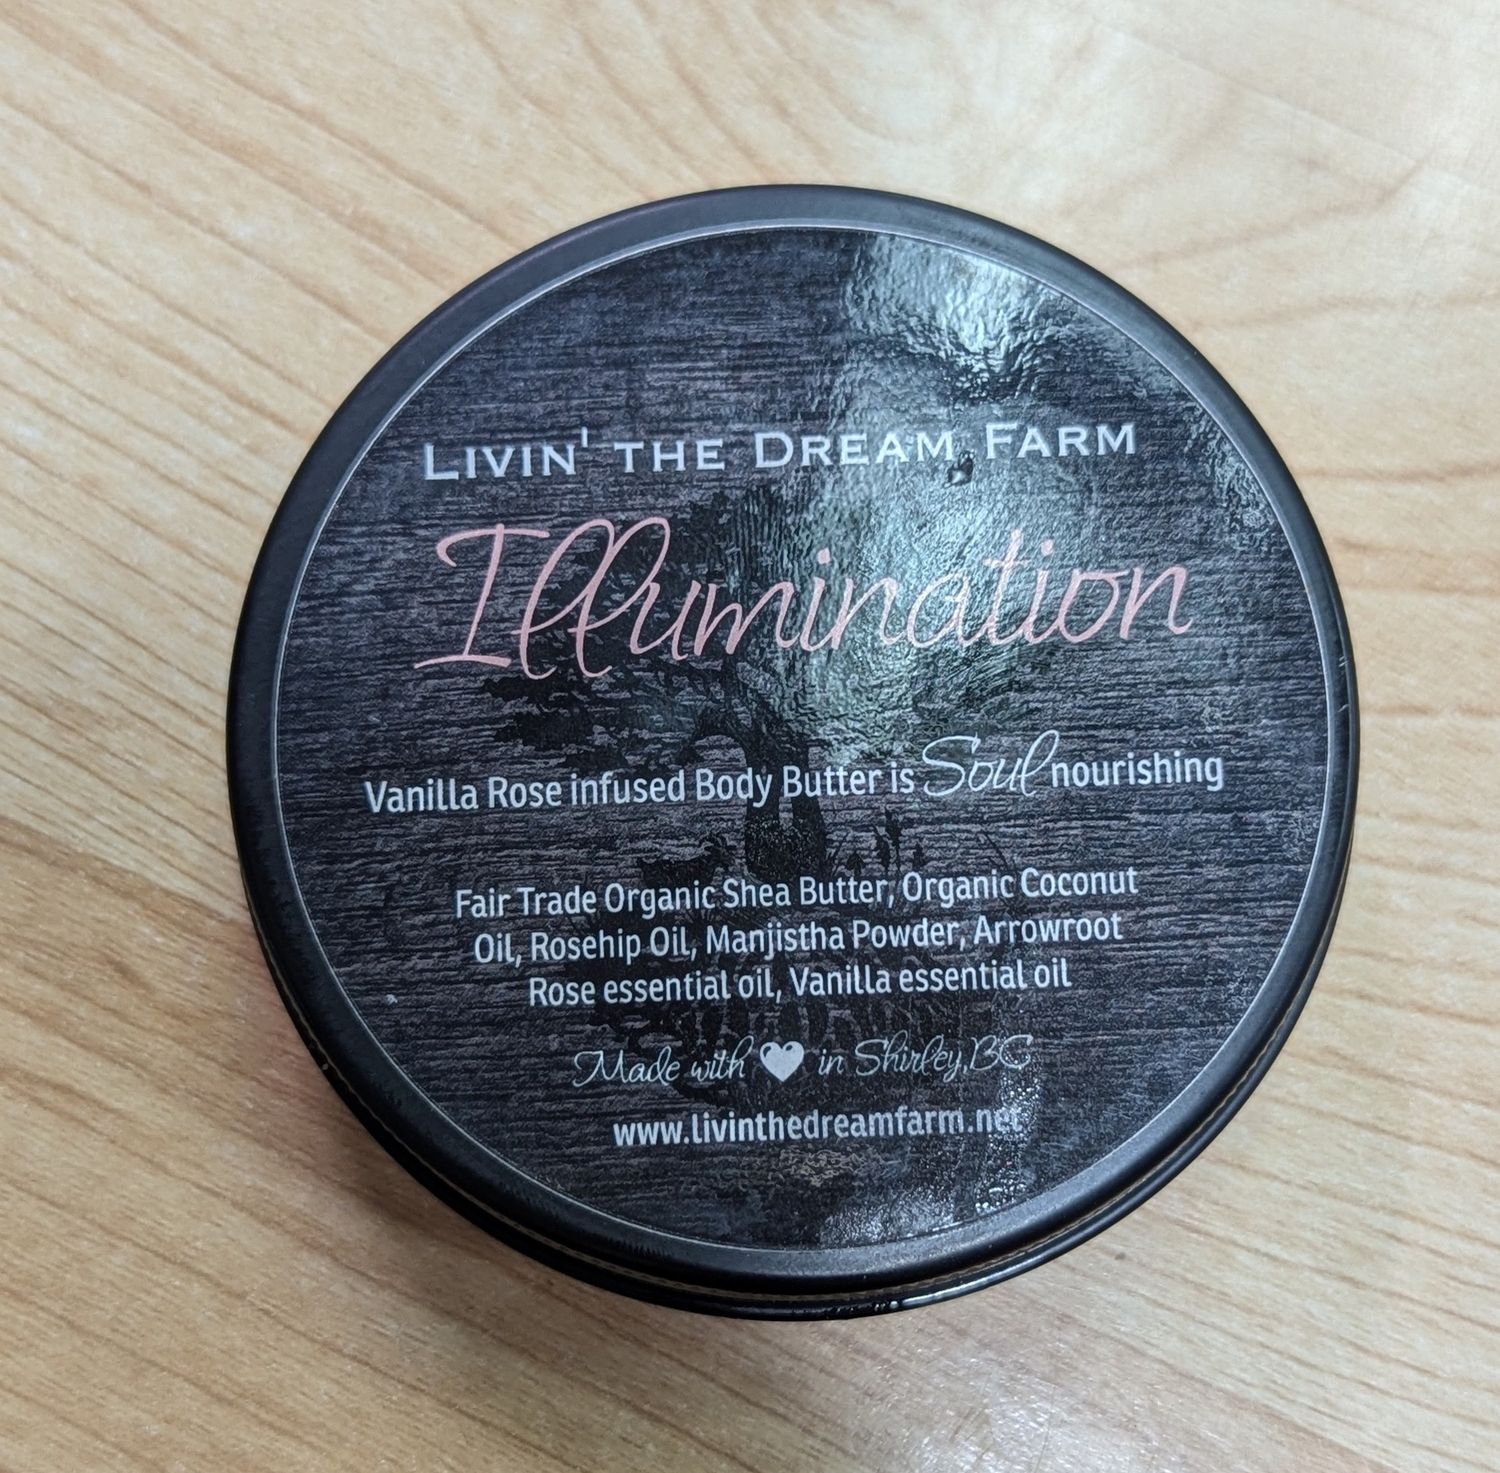 LIVIN' THE DREAM FARM
Illumination
Vanilla Rose infused Body Butter is Soul nourishing
Fair Trade Organic Shea Butter, Organic Coconut
Oil, Rosehip Oil, Manjistha Powder, Arrowroot
Rose essential oil, Vanilla essential oil
Made with ♥ in Shirley, BC
www.livinthedreamfarm.net